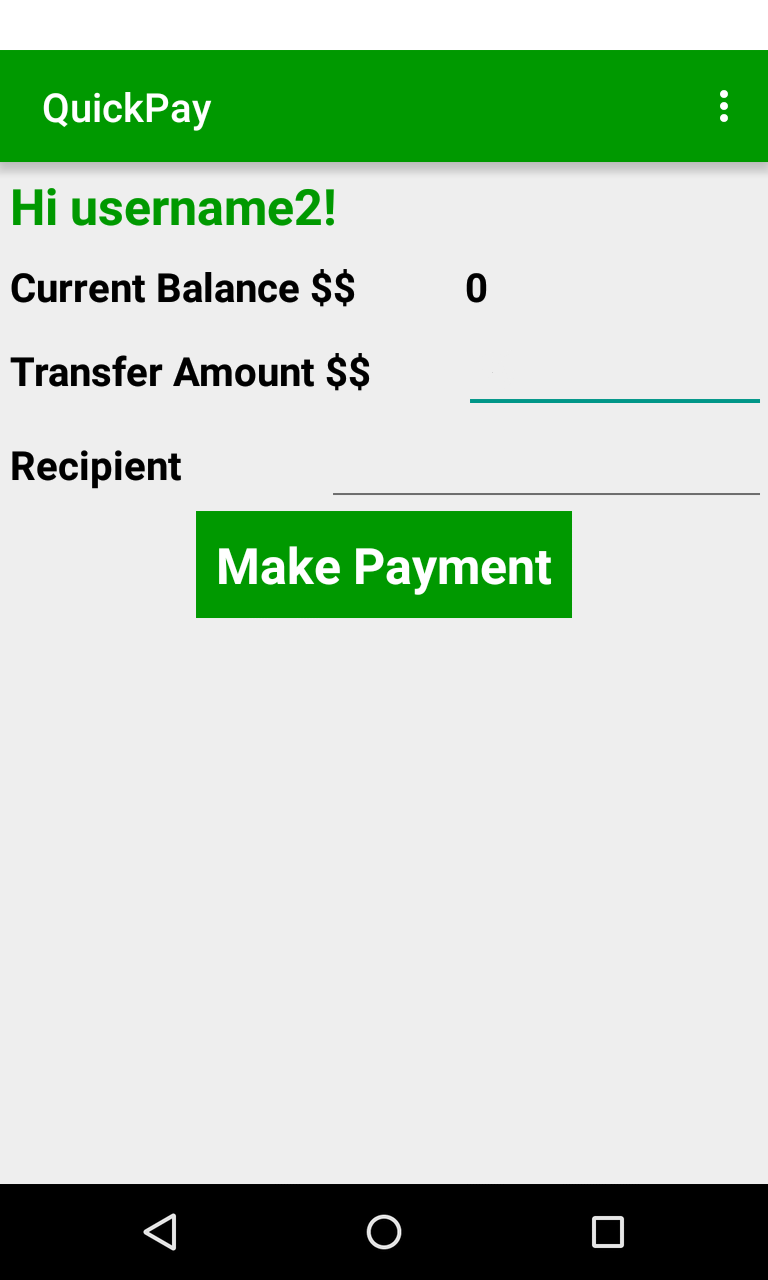 QuickPay
Hi username2!
Current Balance $$ 0
Transfer Amount $$
Recipient
Make Payment